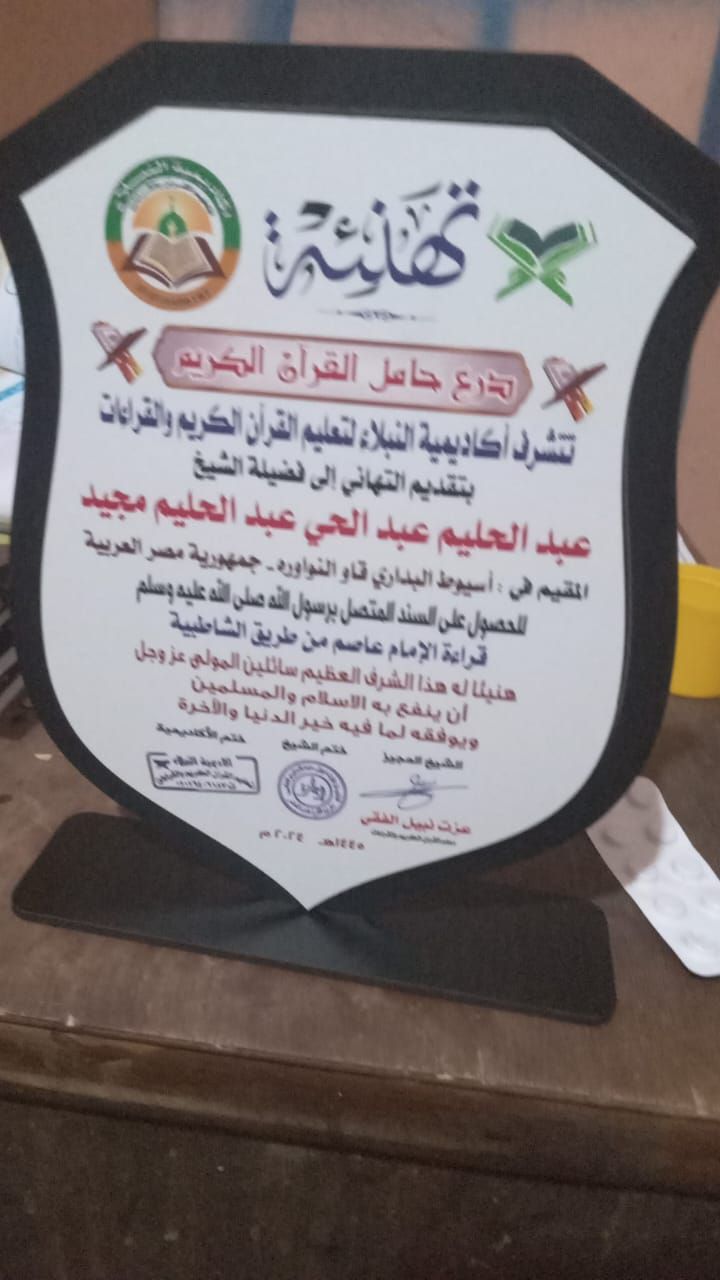 أكاديمية النبلاء
تهنئة
درع حامل القرآن الكريم
تتشرف أكاديمية النبلاء لتعليم القرآن الكريم والقراءات
بتقديم التهاني إلى فضيلة الشيخ
عبد الحليم عبد الحي عبد الحليم مجيد
المقيم في : أسيوط البداري قاو النواوره - جمهورية مصر العربية
للحصول على السند المتصل برسول الله صلى الله عليه وسلم
قراءة الإمام عاصم من طريق الشاطبية
هنيئا له هذا الشرف العظيم سائلين المولى عز وجل
أن ينفع به الاسلام والمسلمين
ويوفقه لما فيه خير الدنيا والأخرة
الشيخ المجيز ختم الشيخ ختم الأكاديمية
عزت نبيل الفقي
١٤٤٥هـ ٢٠٢٤ م